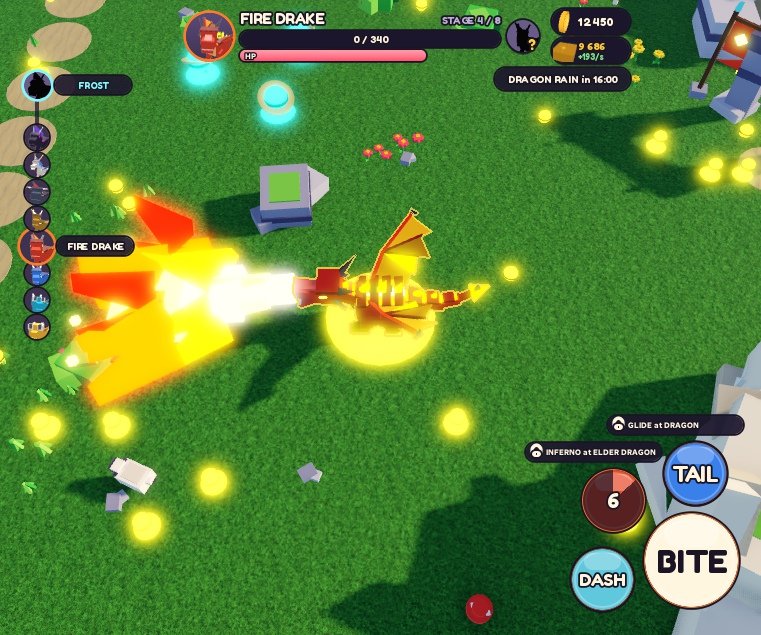 FIRE DRAKE
STAGE 4 / 8
0 / 340
HP
?
12 450
9 686
+193/s
DRAGON RAIN in 16:00
FROST
FIRE DRAKE
GLIDE at DRAGON
INFERNO at ELDER DRAGON
TAIL
6
BITE
DASH